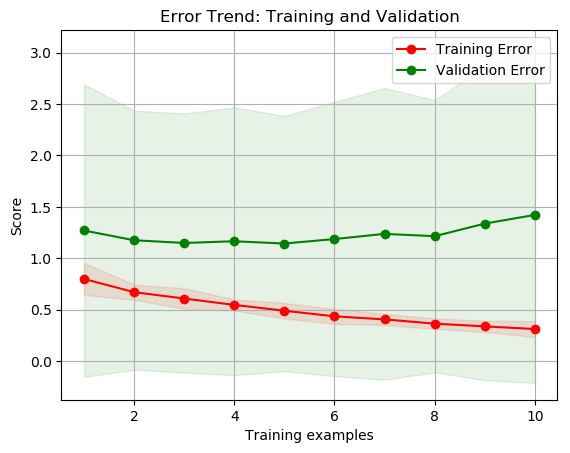 Error Trend: Training and Validation
Training Error
Validation Error
3.0
2.5
2.0
1.5
1.0
0.5
0.0
Score
2
4
6
8
10
Training examples